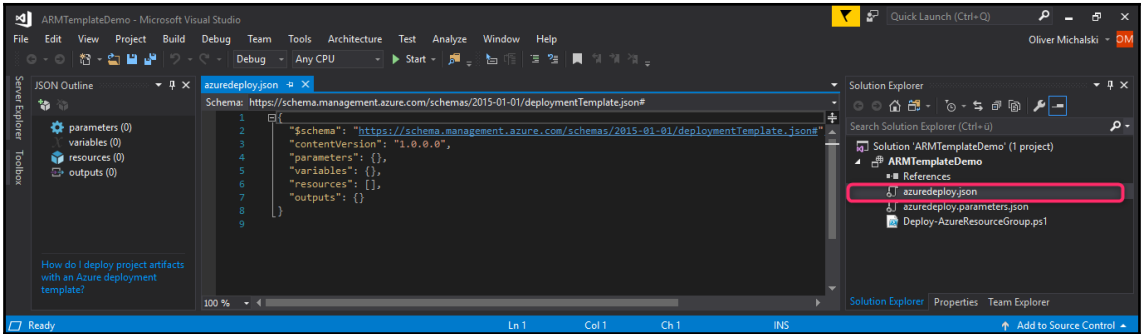 ARMTemplateDemo - Microsoft Visual Studio
Quick Launch (Ctrl+Q)
File Edit View Project Build Debug Team Tools Architecture Test Analyze Window Help
Oliver Michalski OM
Debug Any CPU Start
Server Explorer
Toolbox
JSON Outline
parameters (0)
variables (0)
resources (0)
outputs (0)
How do I deploy project artifacts
with an Azure deployment
template?
azuredeploy.json
Schema: https://schema.management.azure.com/schemas/2015-01-01/deploymentTemplate.json#
1 {
2 "$schema": "https://schema.management.azure.com/schemas/2015-01-01/deploymentTemplate.json#"
3 "contentVersion": "1.0.0.0",
4 "parameters": {},
5 "variables": {},
6 "resources": [],
7 "outputs": {}
8 }
9
100 %
Solution Explorer
Search Solution Explorer (Ctrl+ü)
Solution 'ARMTemplateDemo' (1 project)
ARMTemplateDemo
References
azuredeploy.json
azuredeploy.parameters.json
Deploy-AzureResourceGroup.ps1
Solution Explorer Properties Team Explorer
Ready Ln 1 Col 1 Ch 1 INS Add to Source Control